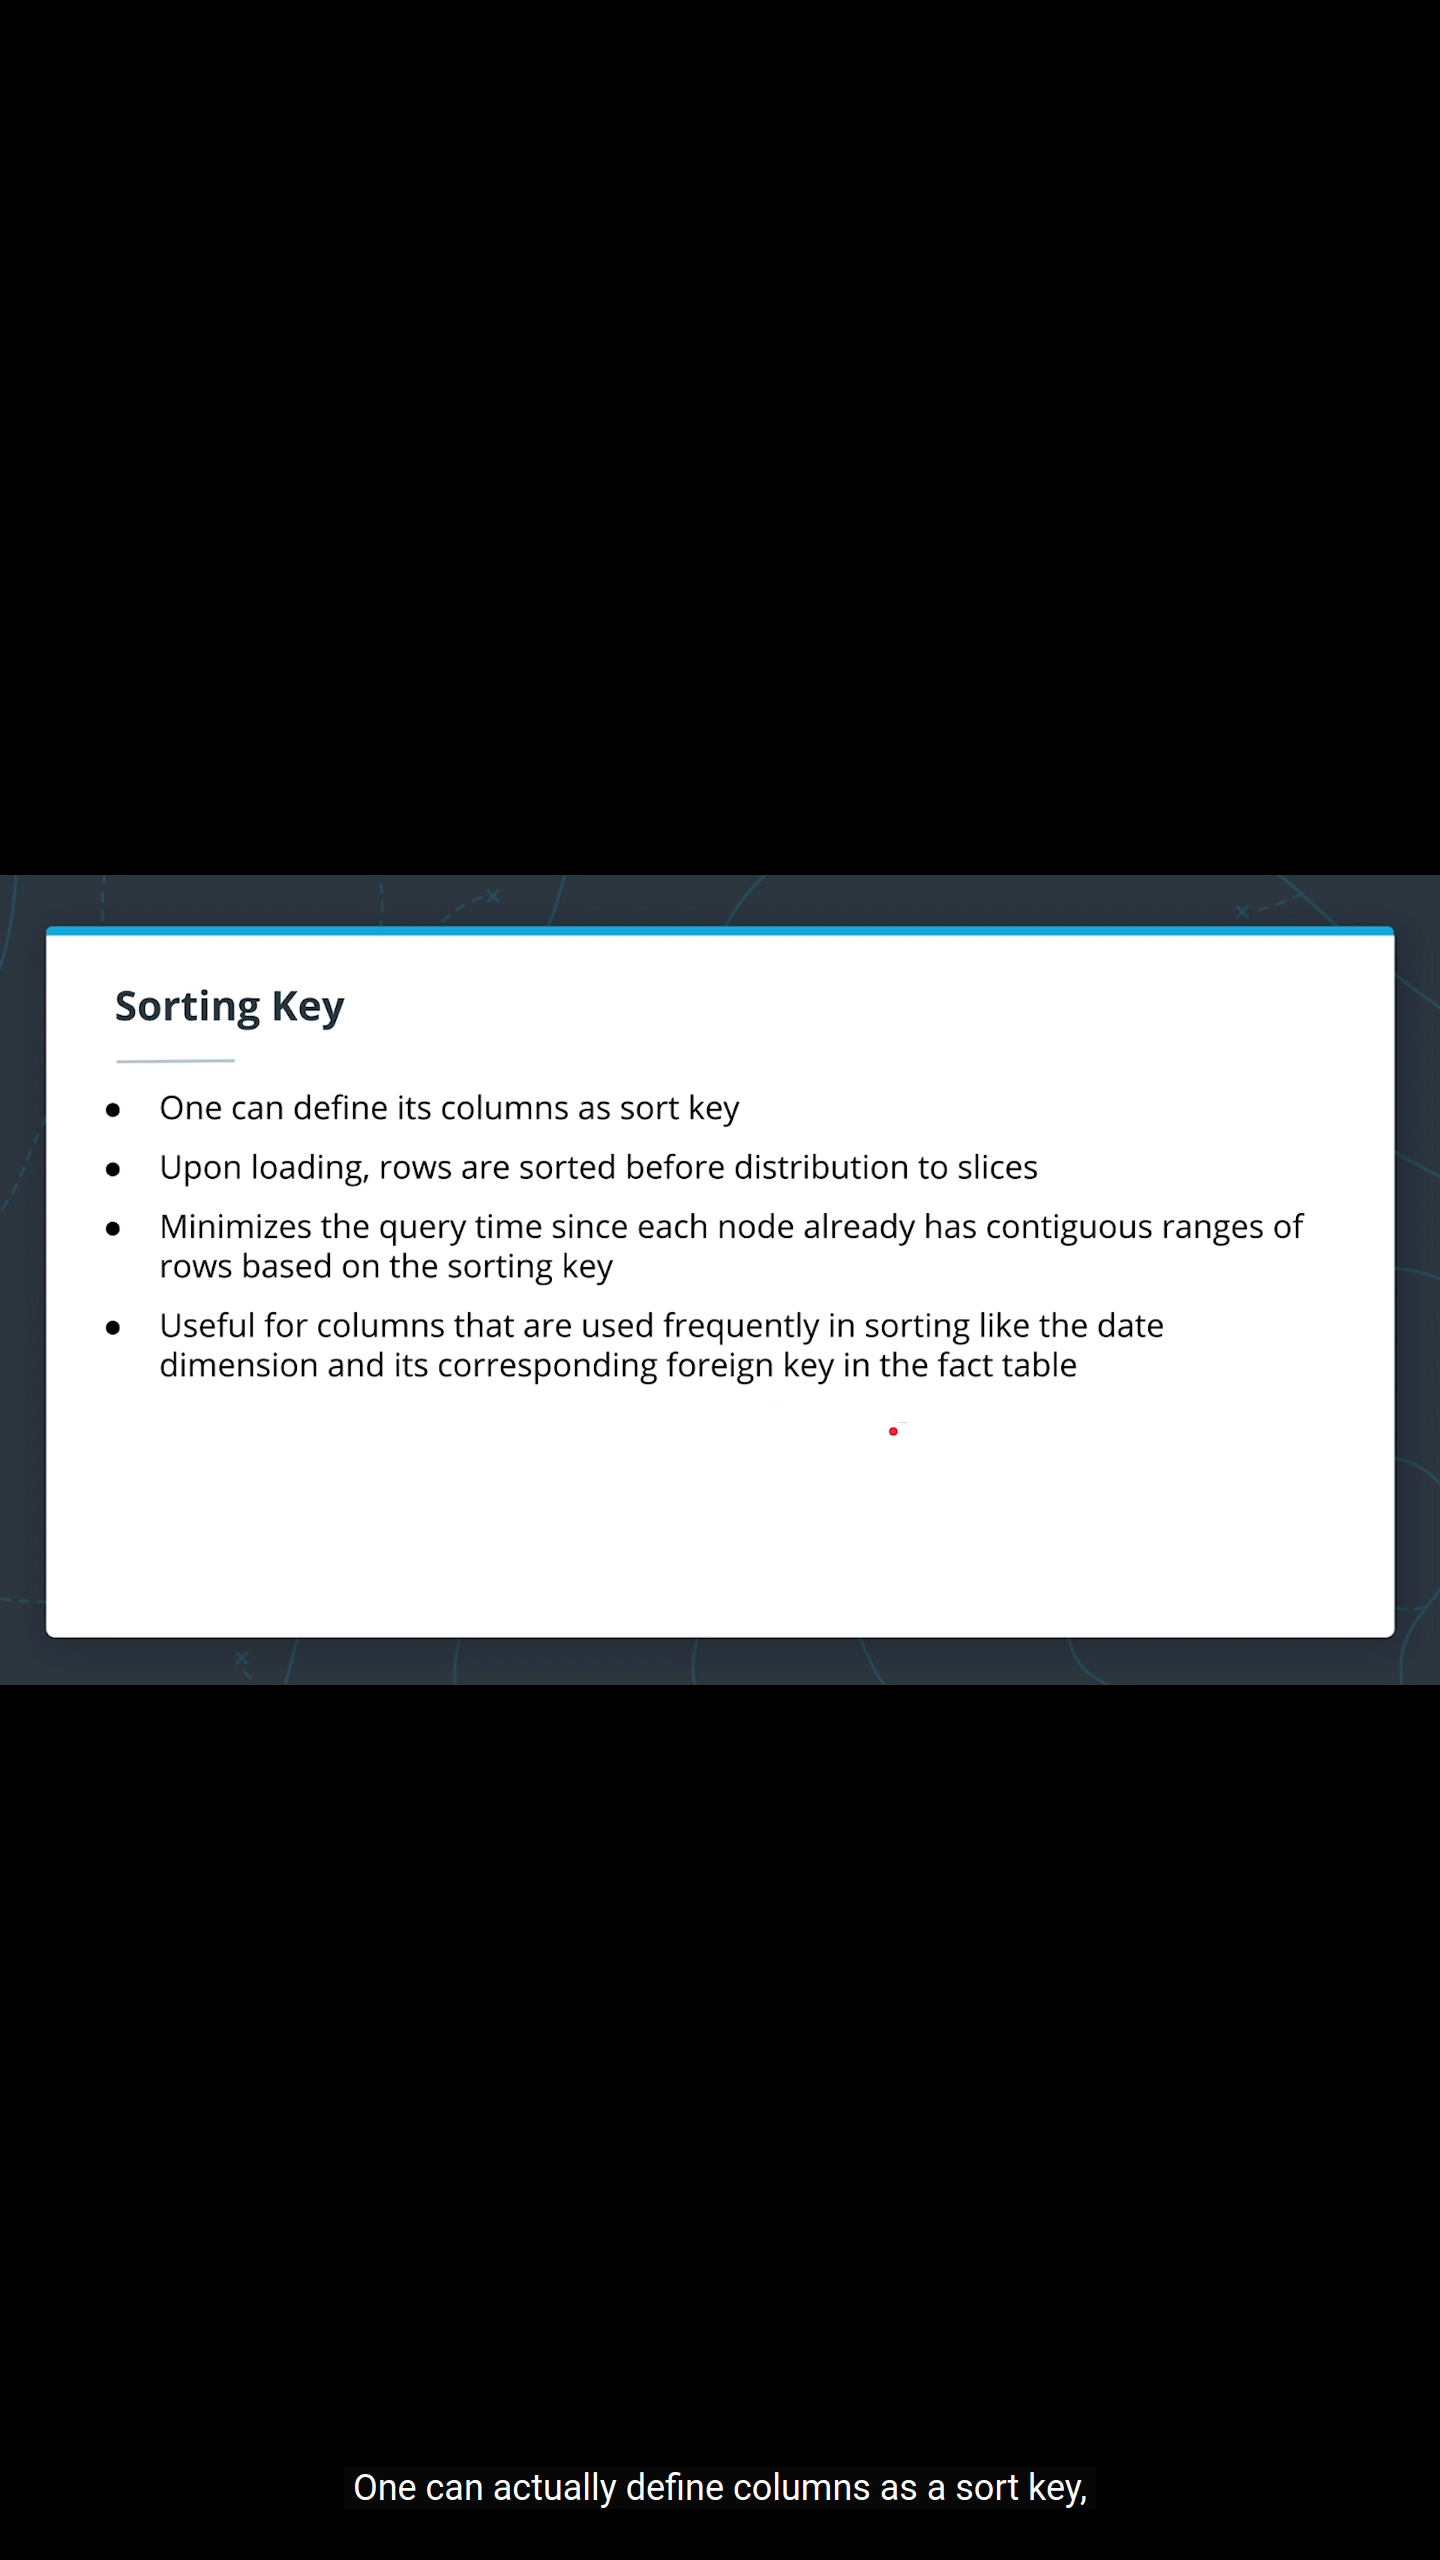 Sorting Key
● One can define its columns as sort key
● Upon loading, rows are sorted before distribution to slices
● Minimizes the query time since each node already has contiguous ranges of
rows based on the sorting key
● Useful for columns that are used frequently in sorting like the date
dimension and its corresponding foreign key in the fact table
One can actually define columns as a sort key,